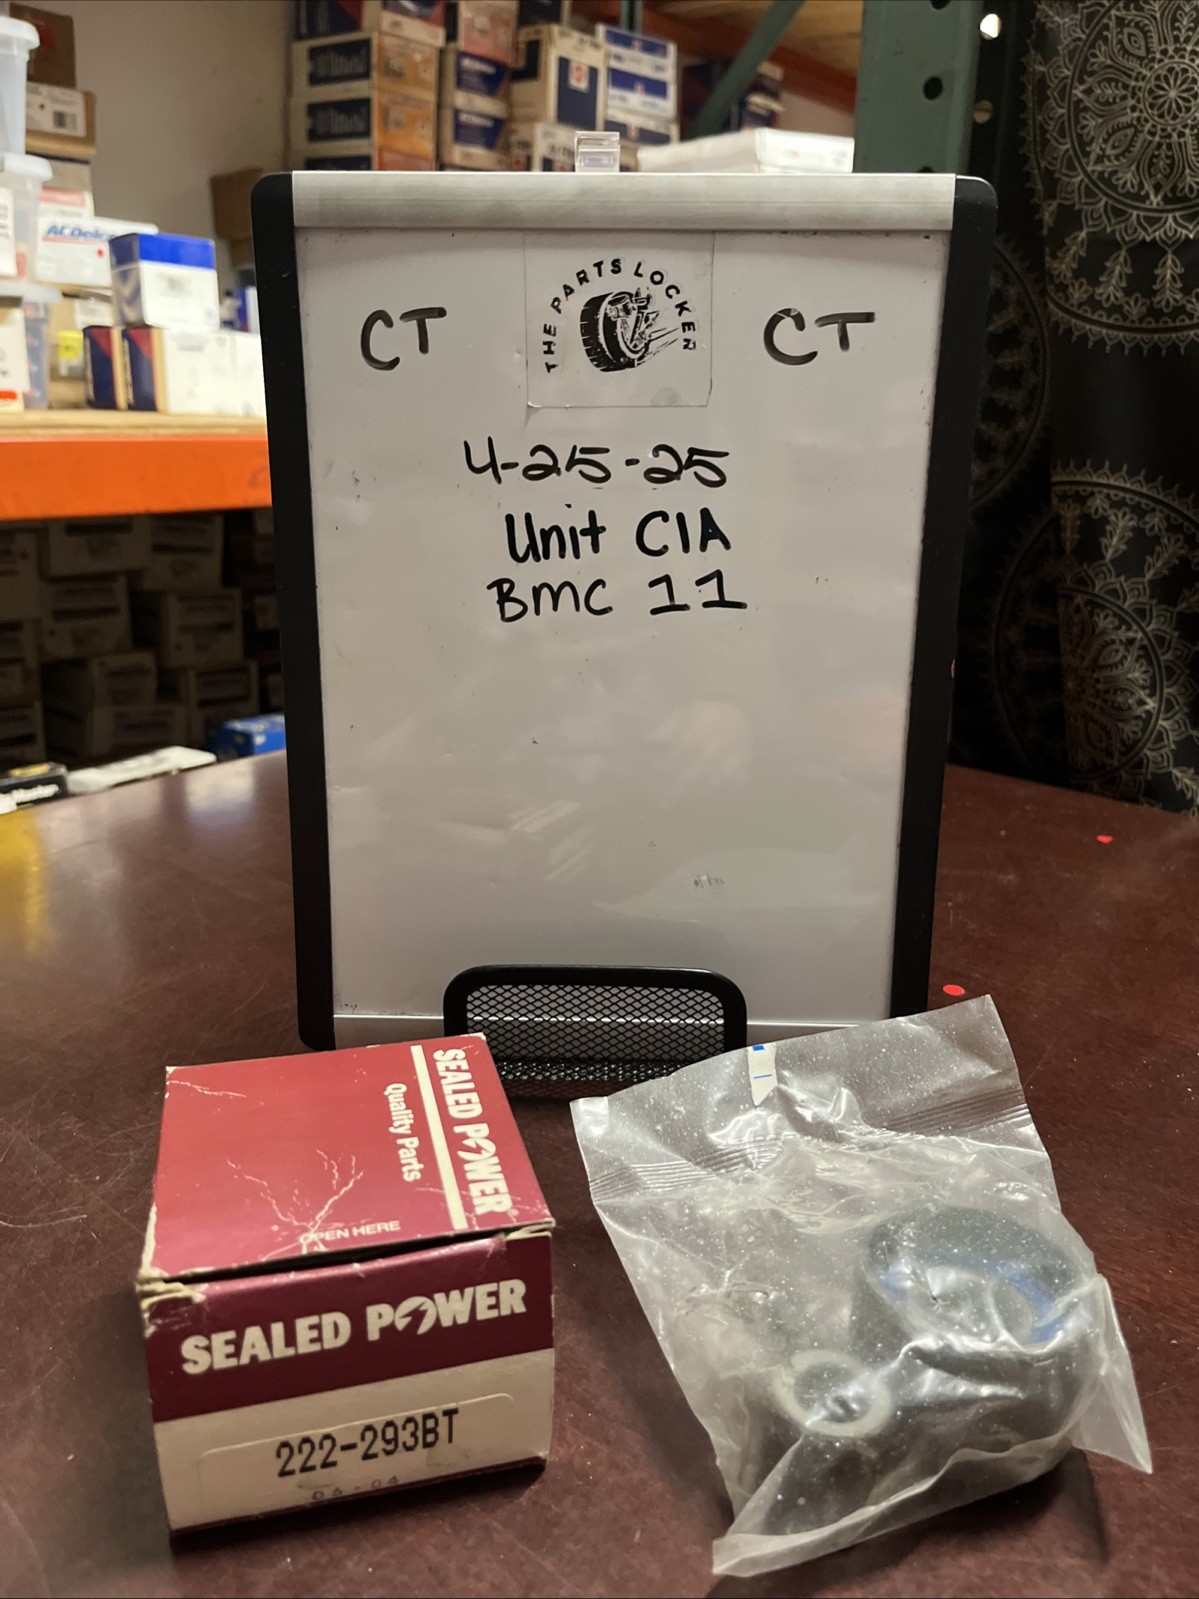 ACDelco
THE PARTS LOCKER
CT CT
4-25-25
Unit C1A
BMC 11
SEALED POWER
Quality Parts
OPEN HERE
SEALED POWER
222-293BT